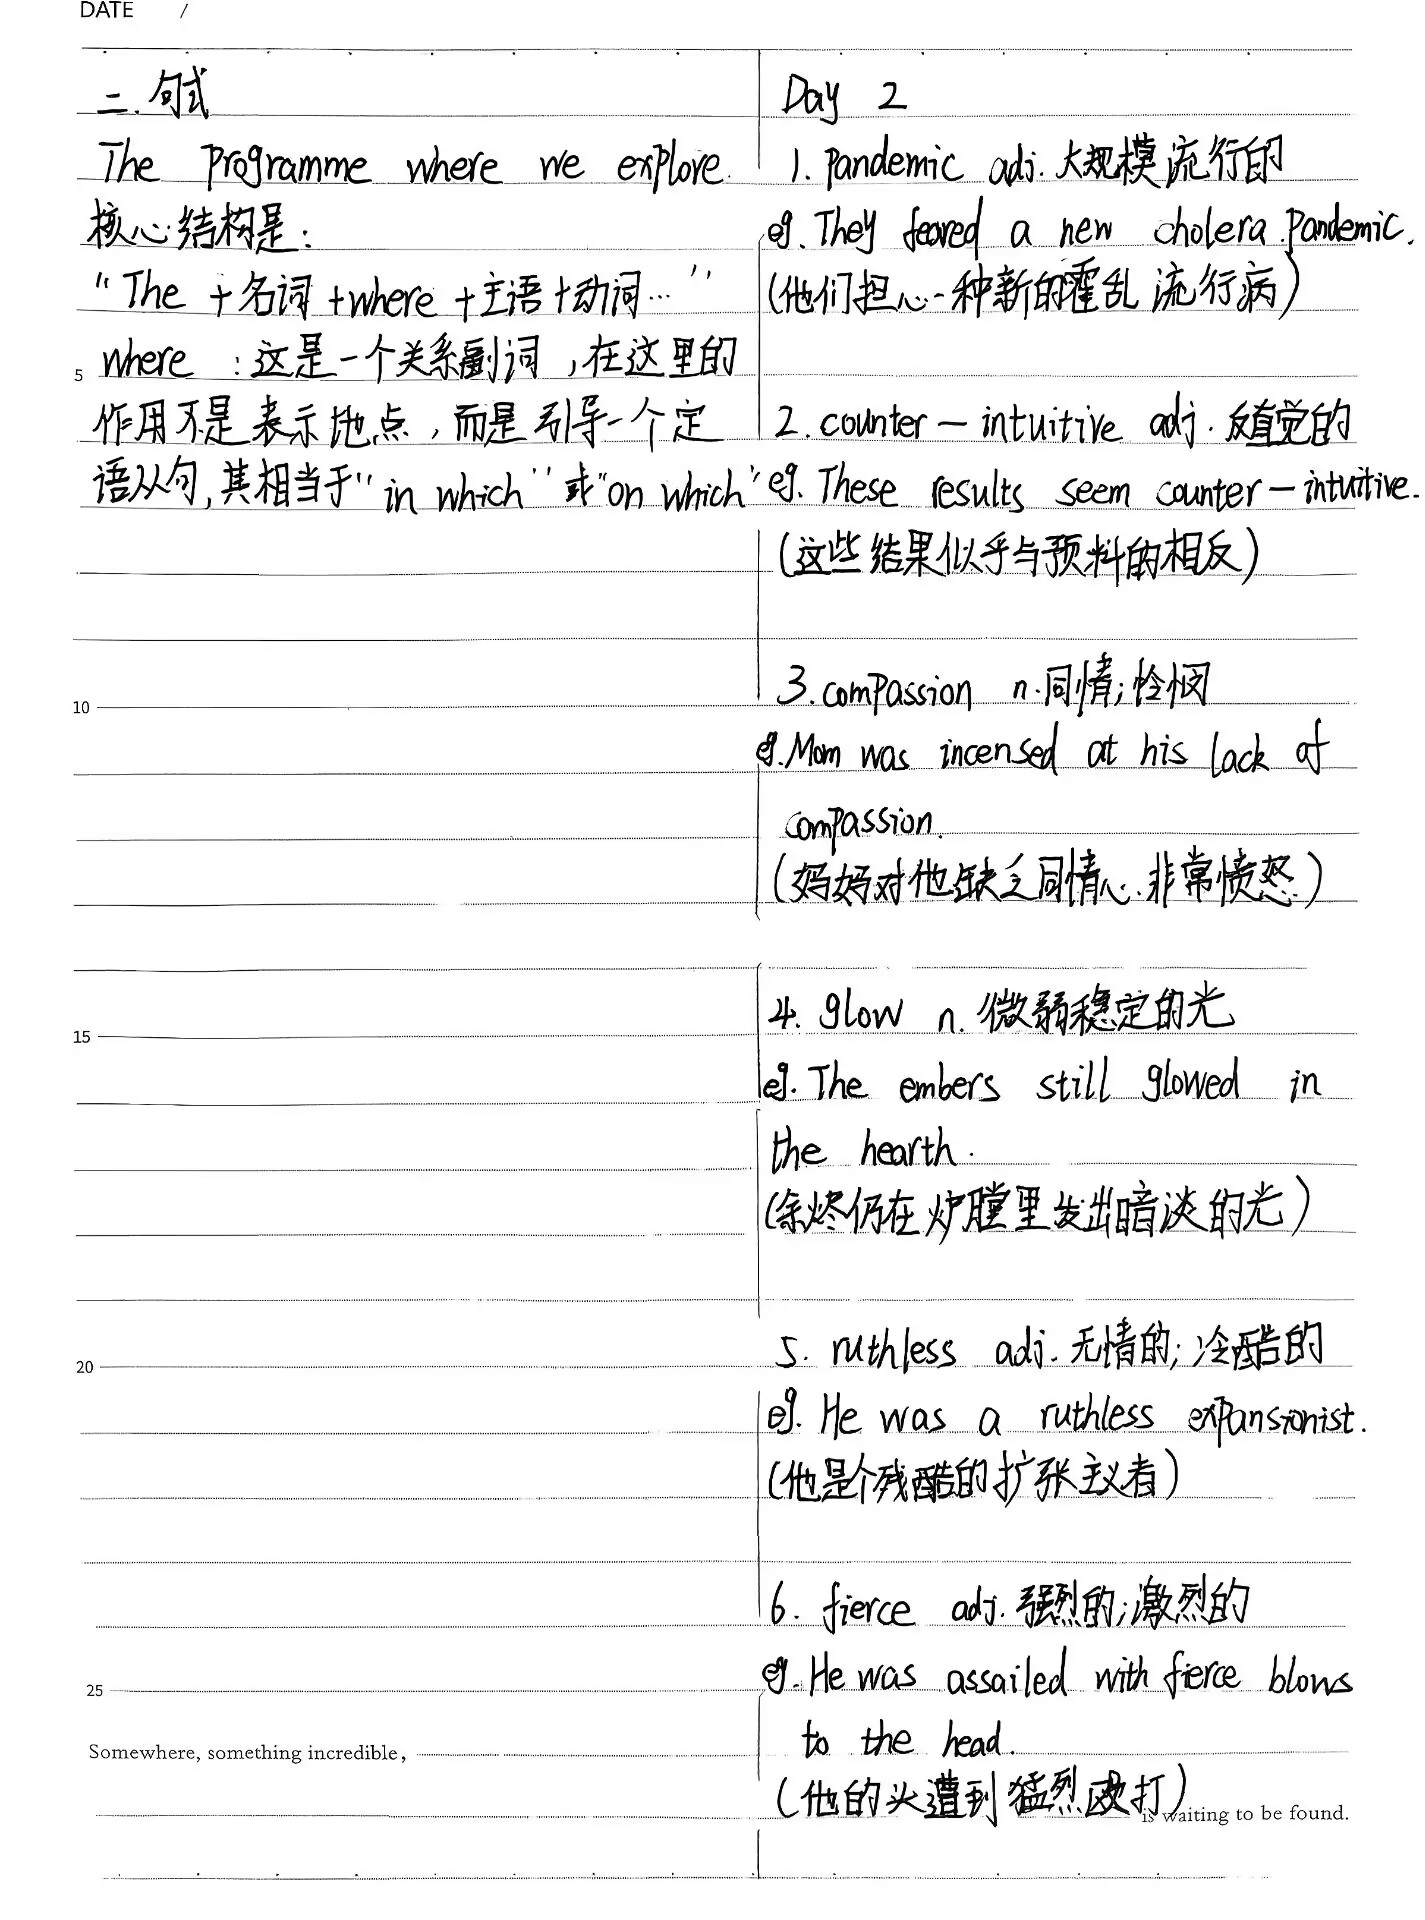 DATE /
二.句式
The programme where we explore.
核心结构是：
“The +名词+where+主语+动词…”
5
where ：这是一个关系副词，在这里的
作用不是表示地点，而是引导一个定
语从句，其相当于“in which”或“on which”
10
15
20
25
Somewhere, something incredible,
Day 2
1. pandemic adj. 大规模流行的
eg. They feared a new cholera pandemic.
(他们担心一种新的霍乱流行病)
2. counter-intuitive adj. 反直觉的
eg. These results seem counter-intuitive.
(这些结果似乎与预料的相反)
3. compassion n. 同情；怜悯
eg. Mom was incensed at his lack of
compassion.
(妈妈对他缺乏同情心非常愤怒)
4. glow n. 微弱稳定的光
eg. The embers still glowed in
the hearth.
(余烬仍在炉膛里发出暗淡的光)
5. ruthless adj. 无情的；冷酷的
eg. He was a ruthless expansionist.
(他是个残酷的扩张主义者)
6. fierce adj. 强烈的；激烈的
eg. He was assailed with fierce blows
to the head.
(他的头遭到猛烈殴打)
is waiting to be found.